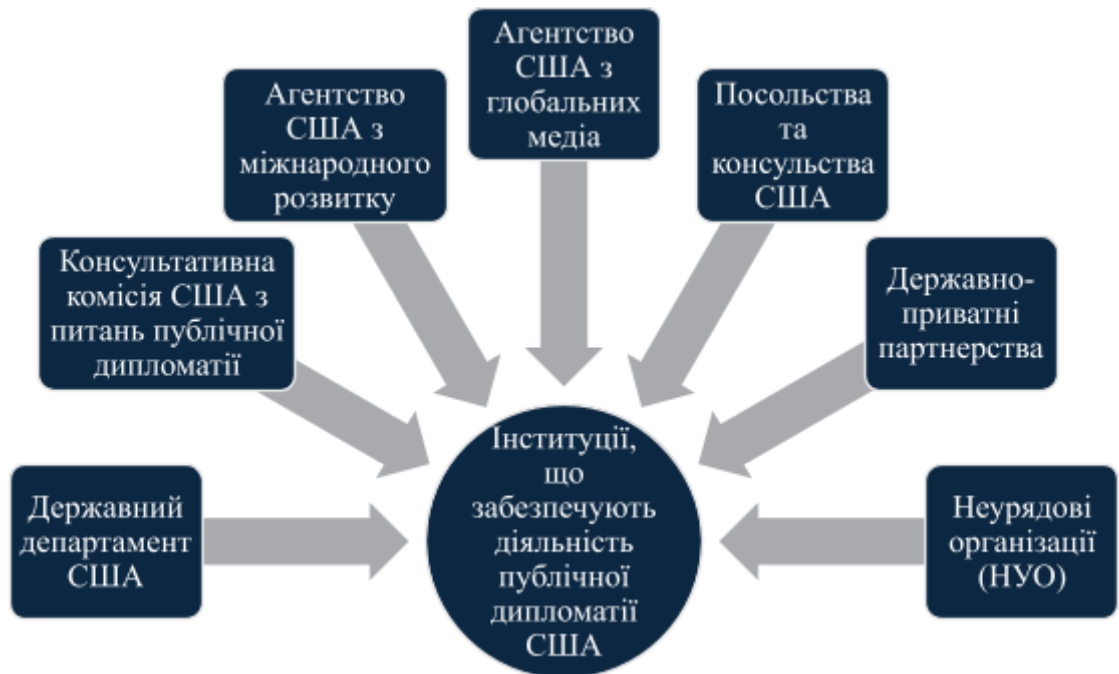 Агентство
США з
глобальних
медіа
Агентство
США з
міжнародного
розвитку
Посольства
та
консульства
США
Консультативна
комісія США з
питань публічної
дипломатії
Державно-
приватні
партнерства
Державний
департамент
США
Інституції,
що
забезпечують
діяльність
публічної
дипломатії
США
Неурядові
організації
(НУО)